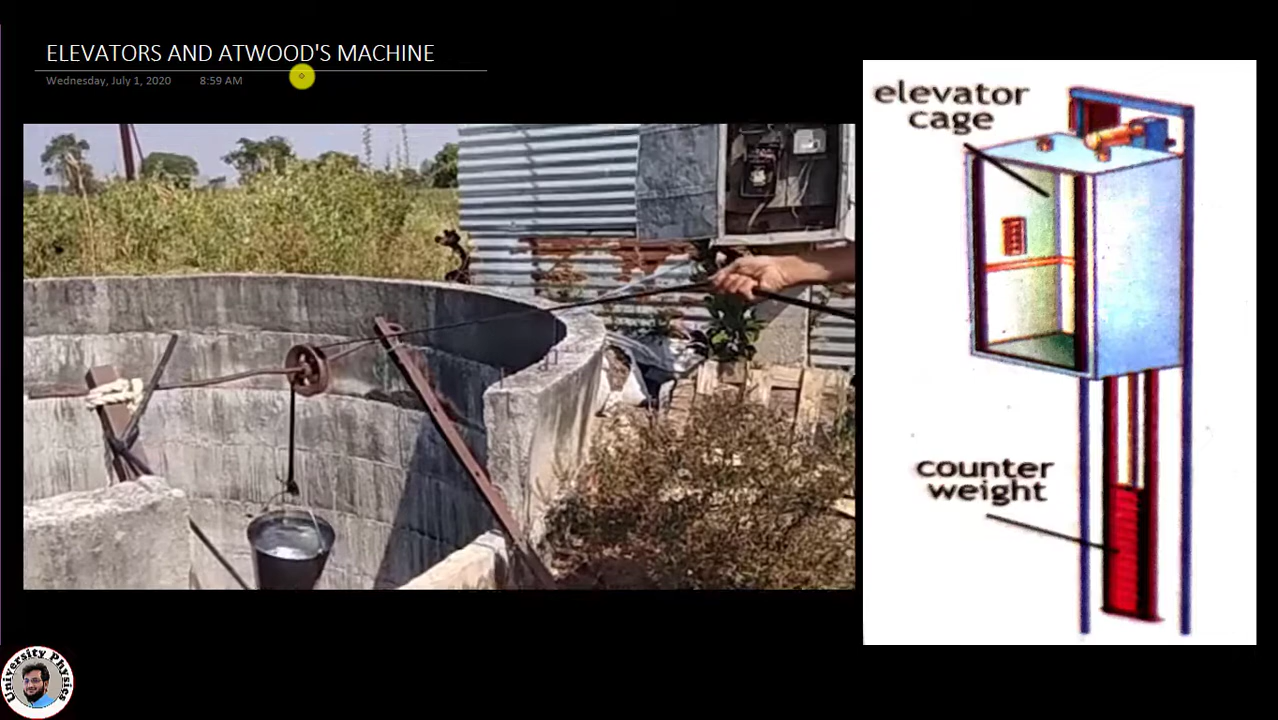 ELEVATORS AND ATWOOD'S MACHINE
Wednesday, July 1, 2020 8:59 AM
elevator
cage
counter
weight
University Physics